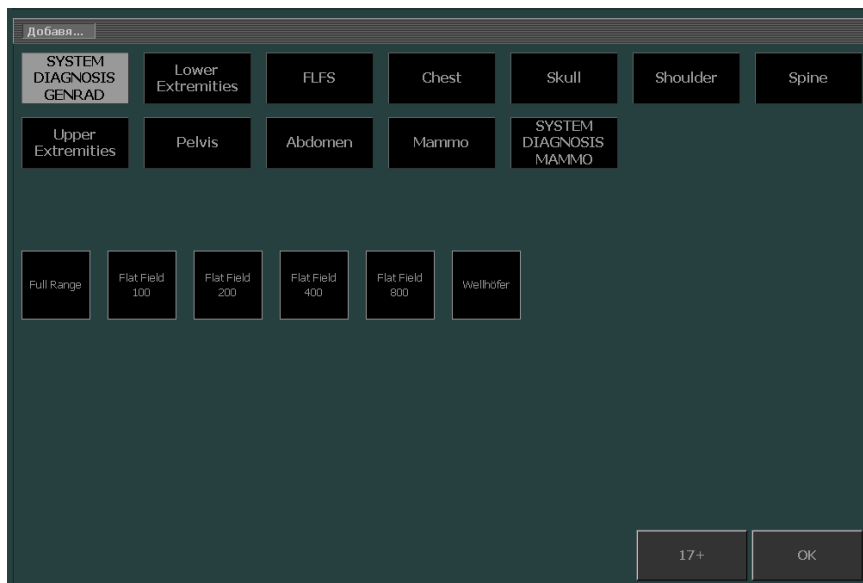 Добавя...
SYSTEM
DIAGNOSIS
GENRAD
Lower
Extremities
FLFS
Chest
Skull
Shoulder
Spine
Upper
Extremities
Pelvis
Abdomen
Mammo
SYSTEM
DIAGNOSIS
MAMMO
Full Range
Flat Field
100
Flat Field
200
Flat Field
400
Flat Field
800
Wellhöfer
17+
OK